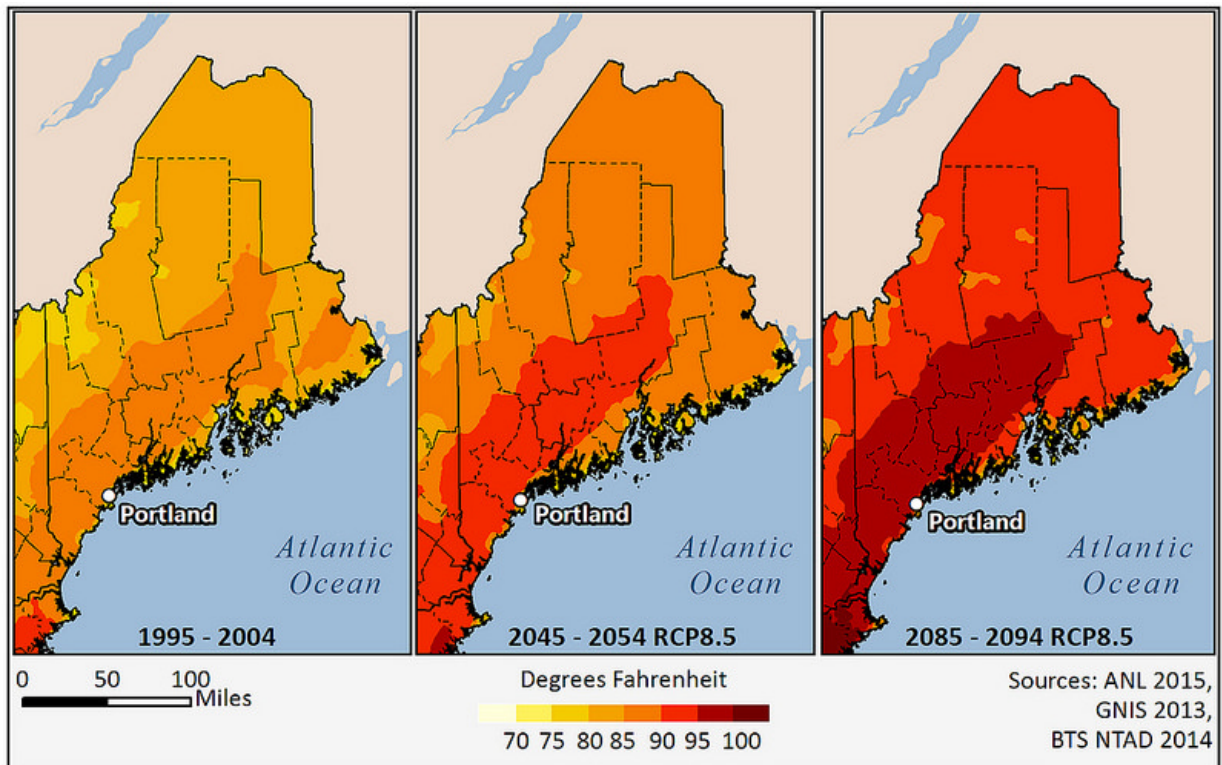 Portland
Atlantic
Ocean
1995 - 2004
Portland
Atlantic
Ocean
2045 - 2054 RCP8.5
Portland
Atlantic
Ocean
2085 - 2094 RCP8.5
0 50 100
Miles
Degrees Fahrenheit
70 75 80 85 90 95 100
Sources: ANL 2015,
GNIS 2013,
BTS NTAD 2014